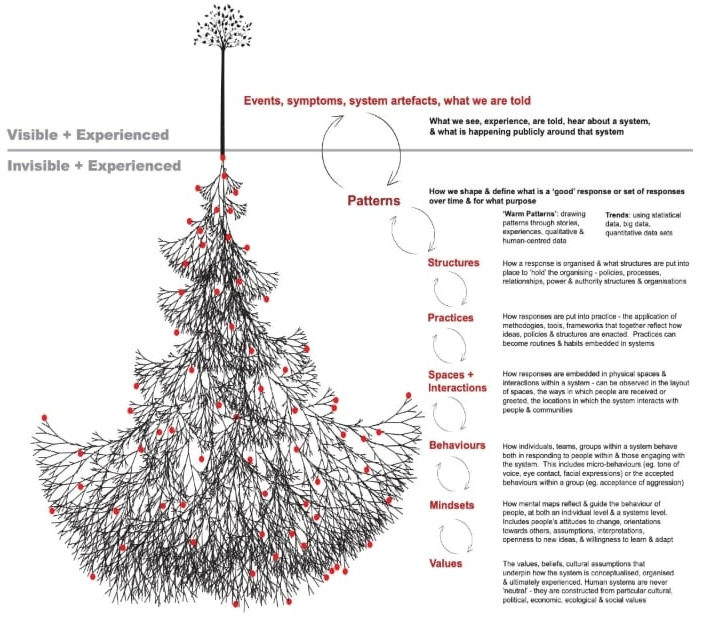 Events, symptoms, system artefacts, what we are told
What we see, experience, are told, hear about a system,
& what is happening publicly around that system
Visible + Experienced
Invisible + Experienced
Patterns
How we shape & define what is a 'good' response or set of responses
over time & for what purpose
'Warm Patterns': drawing
patterns through stories,
experiences, qualitative &
human-centred data
Trends: using statistical
data, big data,
quantitative data sets
Structures
How a response is organised & what structures are put into
place to 'hold' the organising - policies, processes,
relationships, power & authority structures & organisations
Practices
How responses are put into practice - the application of
methodogies, tools, frameworks that together reflect how
ideas, policies & structures are enacted. Practices can
become routines & habits embedded in systems
Spaces +
Interactions
How responses are embedded in physical spaces &
interactions within a system - can be observed in the layout
of spaces, the ways in which people are received or
greeted, the locations in which the system interacts with
people & communities
Behaviours
How individuals, teams, groups within a system behave
both in responding to people within & those engaging with
the system. This includes micro-behaviours (eg. tone of
voice, eye contact, facial expressions) or the accepted
behaviours within a group (eg. acceptance of aggression)
Mindsets
How mental maps reflect & guide the behaviour of
people, at both an individual level & a systems level.
Includes people's attitudes to change, orientations
towards others, assumptions, interpretations,
openness to new ideas, & willingness to learn & adapt
Values
The values, beliefs, cultural assumptions that
underpin how the system is conceptualised, organised
& ultimately experienced. Human systems are never
'neutral' - they are constructed from particular cultural,
political, economic, ecological & social values